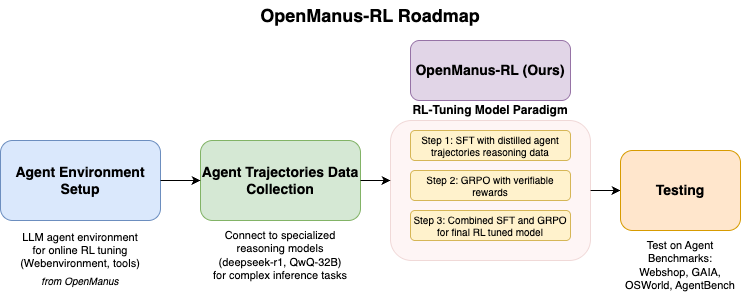 OpenManus-RL Roadmap
OpenManus-RL (Ours)
RL-Tuning Model Paradigm
Agent Environment
Setup
LLM agent environment
for online RL tuning
(Webenvironment, tools)
from OpenManus
Agent Trajectories Data
Collection
Connect to specialized
reasoning models
(deepseek-r1, QwQ-32B)
for complex inference tasks
Step 1: SFT with distilled agent
trajectories reasoning data
Step 2: GRPO with verifiable
rewards
Step 3: Combined SFT and GRPO
for final RL tuned model
Testing
Test on Agent
Benchmarks:
Webshop, GAIA,
OSWorld, AgentBench